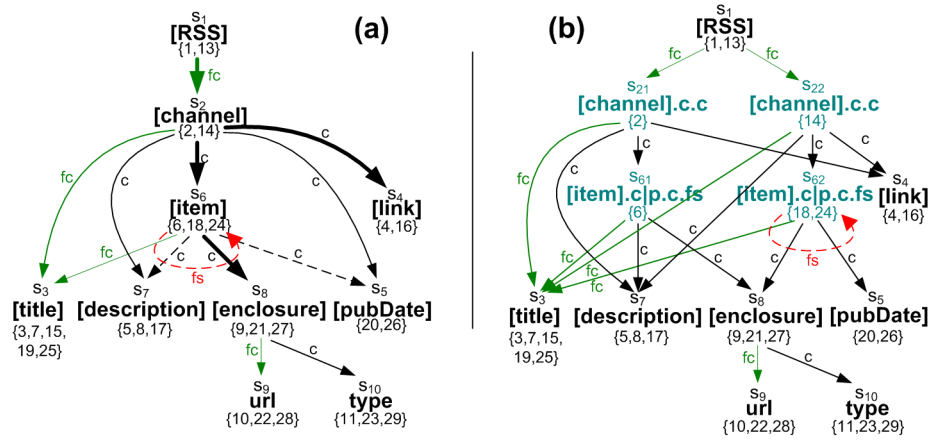 (a)
s1
[RSS]
{1,13}
fc
s2
[channel]
{2,14}
c
fc
c
c
c
s6
[item]
{6,18,24}
s4
[link]
{4,16}
fc
c
c
c
fs
s3
[title]
{3,7,15,
19,25}
s7
[description]
{5,8,17}
s8
[enclosure]
{9,21,27}
s5
[pubDate]
{20,26}
fc
c
s9
url
{10,22,28}
s10
type
{11,23,29}
(b)
s1
[RSS]
{1,13}
fc
fc
s21
[channel].c.c
{2}
s22
[channel].c.c
{14}
c
c
c
c
fc
c
s61
[item].c|p.c.fs
{6}
s62
[item].c|p.c.fs
{18,24}
s4
[link]
{4,16}
c
c
c
c
fs
fc
fc
fc
s3
[title]
{3,7,15,
19,25}
s7
[description]
{5,8,17}
s8
[enclosure]
{9,21,27}
s5
[pubDate]
{20,26}
fc
c
s9
url
{10,22,28}
s10
type
{11,23,29}